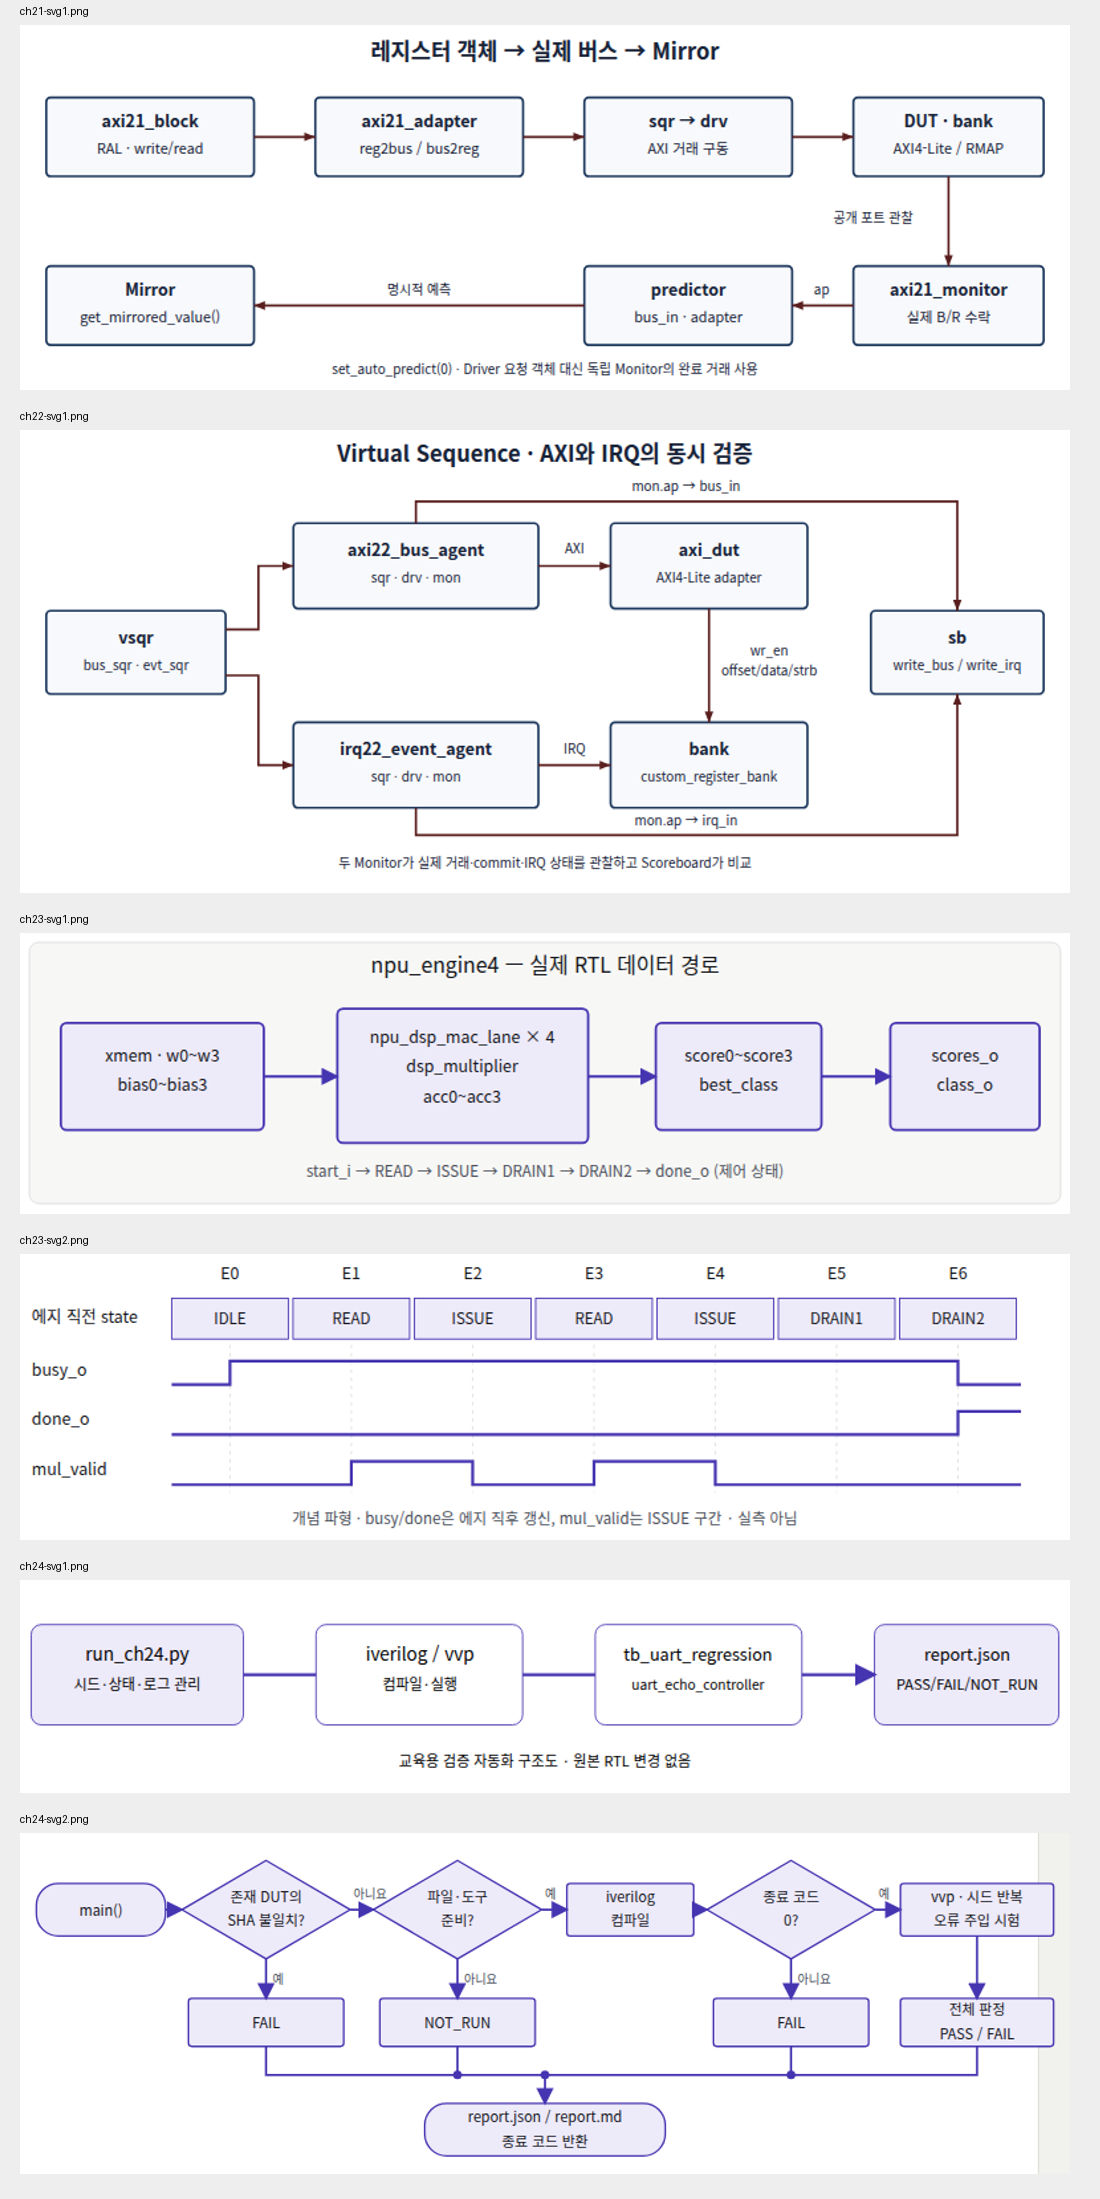 ch21-svg1.png
레지스터 객체 → 실제 버스 → Mirror
axi21_block
RAL · write/read
axi21_adapter
reg2bus / bus2reg
sqr → drv
AXI 거래 구동
DUT · bank
AXI4-Lite / RMAP
공개 포트 관찰
Mirror
get_mirrored_value()
명시적 예측
predictor
bus_in · adapter
ap
axi21_monitor
실제 B/R 수락
set_auto_predict(0) · Driver 요청 객체 대신 독립 Monitor의 완료 거래 사용
ch22-svg1.png
Virtual Sequence · AXI와 IRQ의 동시 검증
mon.ap → bus_in
axi22_bus_agent
sqr · drv · mon
AXI
axi_dut
AXI4-Lite adapter
vsqr
bus_sqr · evt_sqr
wr_en
offset/data/strb
sb
write_bus / write_irq
irq22_event_agent
sqr · drv · mon
IRQ
bank
custom_register_bank
mon.ap → irq_in
두 Monitor가 실제 거래·commit·IRQ 상태를 관찰하고 Scoreboard가 비교
ch23-svg1.png
npu_engine4 — 실제 RTL 데이터 경로
xmem · w0~w3
bias0~bias3
npu_dsp_mac_lane × 4
dsp_multiplier
acc0~acc3
score0~score3
best_class
scores_o
class_o
start_i → READ → ISSUE → DRAIN1 → DRAIN2 → done_o (제어 상태)
ch23-svg2.png
E0 E1 E2 E3 E4 E5 E6
에지 직전 state IDLE READ ISSUE READ ISSUE DRAIN1 DRAIN2
busy_o
done_o
mul_valid
개념 파형 · busy/done은 에지 직후 갱신, mul_valid는 ISSUE 구간 · 실측 아님
ch24-svg1.png
run_ch24.py
시드·상태·로그 관리
iverilog / vvp
컴파일·실행
tb_uart_regression
uart_echo_controller
report.json
PASS/FAIL/NOT_RUN
교육용 검증 자동화 구조도 · 원본 RTL 변경 없음
ch24-svg2.png
main()
존재 DUT의
SHA 불일치?
아니요
파일·도구
준비?
예
iverilog
컴파일
종료 코드
0?
예
vvp · 시드 반복
오류 주입 시험
예
아니요
아니요
FAIL
NOT_RUN
FAIL
전체 판정
PASS / FAIL
report.json / report.md
종료 코드 반환